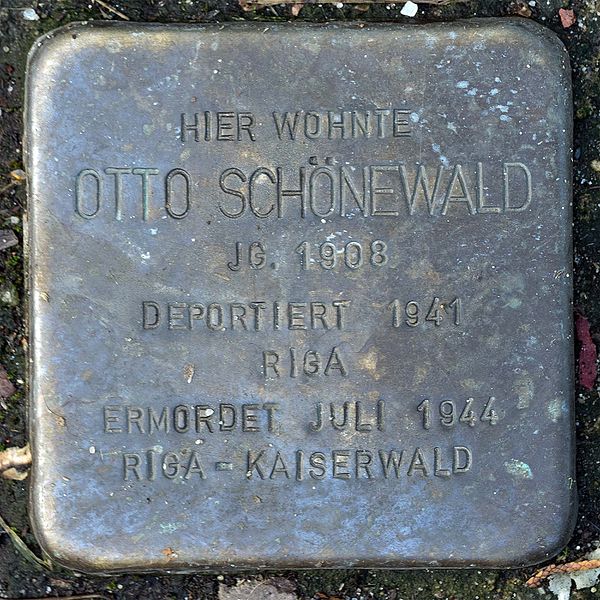 HIER WOHNTE
OTTO SCHÖNEWALD
JG. 1908
DEPORTIERT 1941
RIGA
ERMORDET JULI 1944
RIGA-KAISERWALD